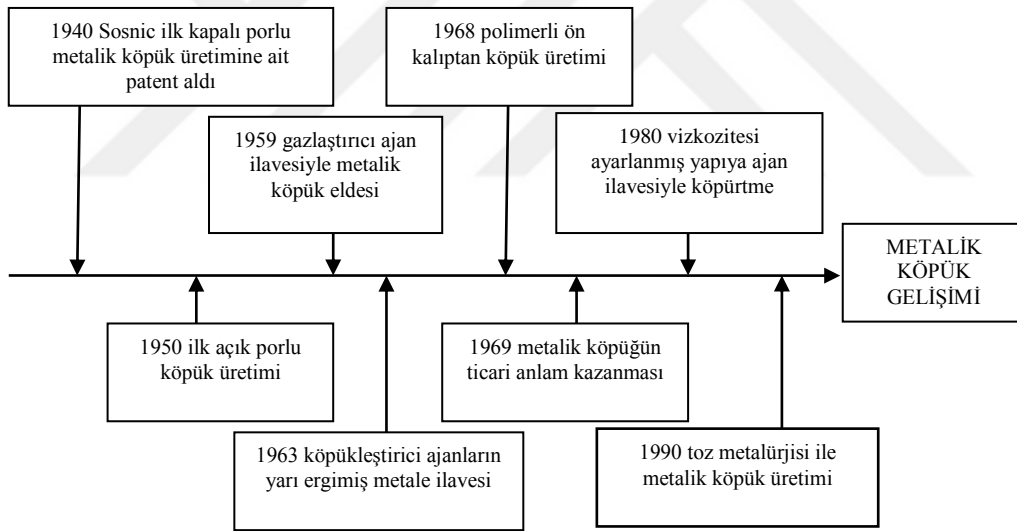 1940 Sosnic ilk kapalı porlu
metalik köpük üretimine ait
patent aldı
1968 polimerli ön
kalıptan köpük üretimi
1959 gazlaştırıcı ajan
ilavesiyle metalik
köpük eldesi
1980 vizkozitesi
ayarlanmış yapıya ajan
ilavesiyle köpürtme
METALİK
KÖPÜK
GELİŞİMİ
1950 ilk açık porlu
köpük üretimi
1969 metalik köpüğün
ticari anlam kazanması
1963 köpükleştirici ajanların
yarı ergimiş metale ilavesi
1990 toz metalürjisi ile
metalik köpük üretimi